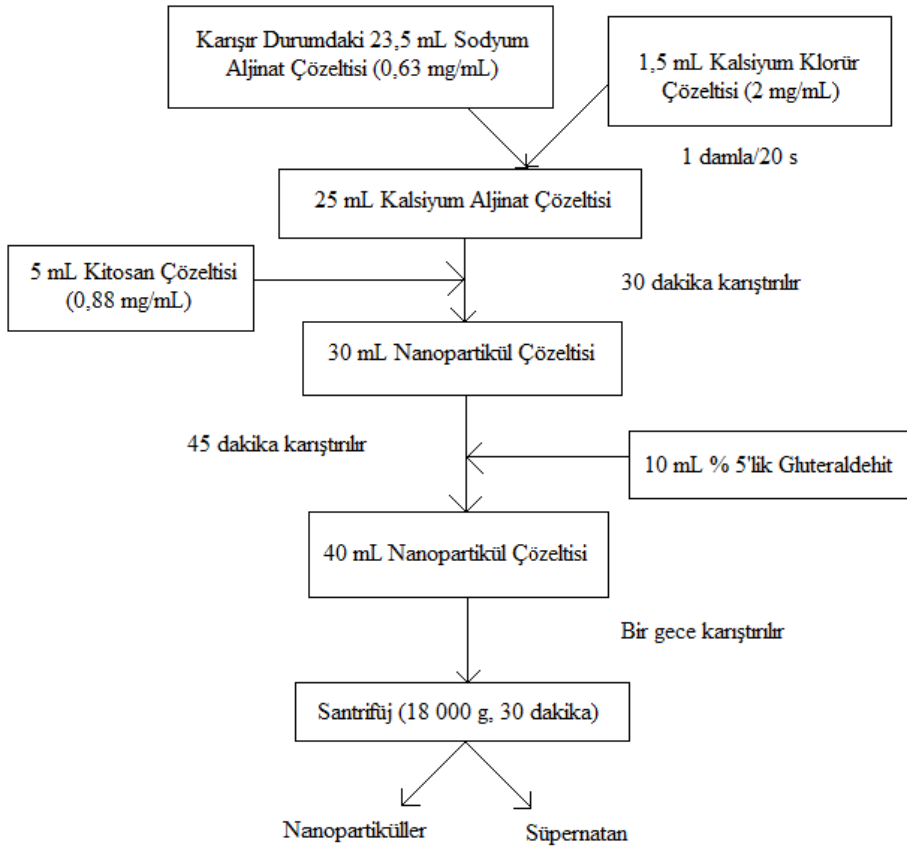 Karışır Durumdaki 23,5 mL Sodyum
Aljinat Çözeltisi (0,63 mg/mL)
1,5 mL Kalsiyum Klorür
Çözeltisi (2 mg/mL)
1 damla/20 s
25 mL Kalsiyum Aljinat Çözeltisi
5 mL Kitosan Çözeltisi
(0,88 mg/mL)
30 dakika karıştırılır
30 mL Nanopartikül Çözeltisi
45 dakika karıştırılır
10 mL % 5'lik Gluteraldehit
40 mL Nanopartikül Çözeltisi
Bir gece karıştırılır
Santrifüj (18 000 g, 30 dakika)
Nanopartiküller
Süpernatan